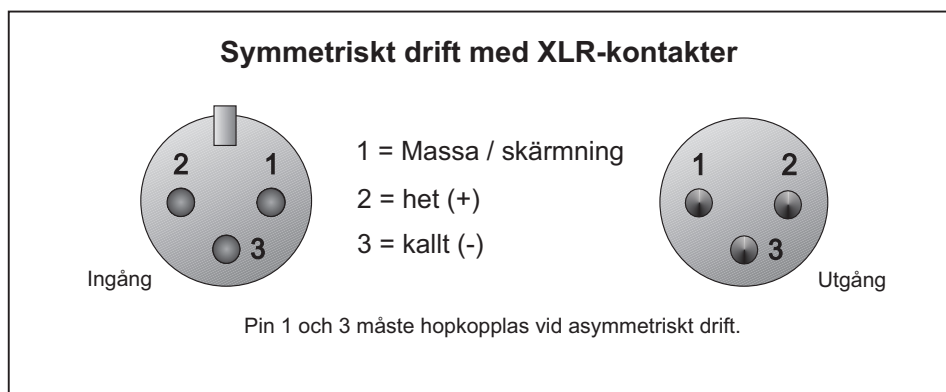 Symmetriskt drift med XLR-kontakter
2
1
3
Ingång
1 = Massa / skärmning
2 = het (+)
3 = kallt (-)
1
2
3
Utgång
Pin 1 och 3 måste hopkopplas vid asymmetriskt drift.